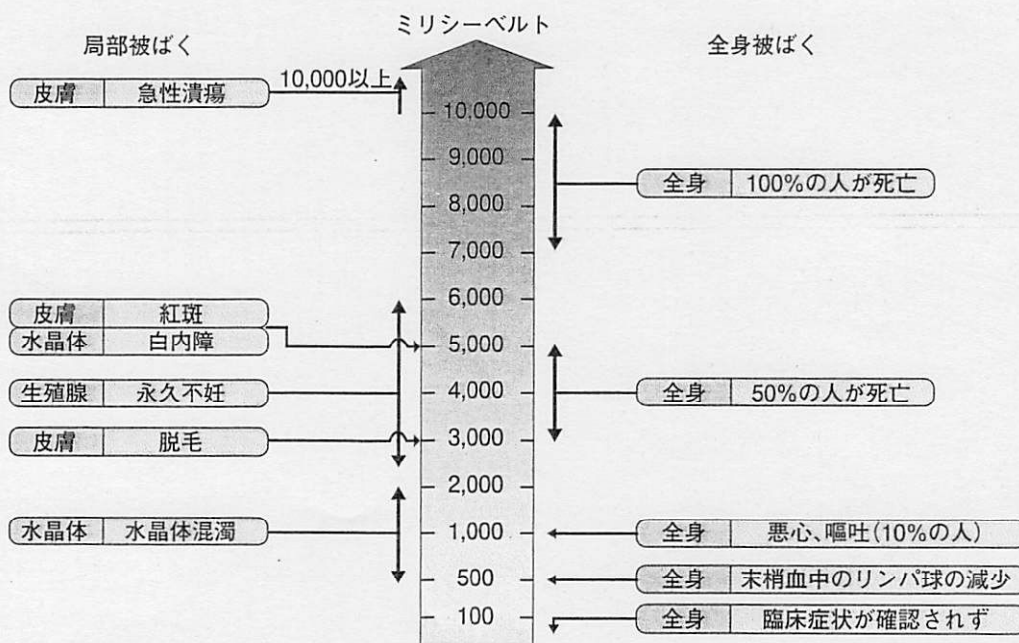 ミリシーベルト
局部被ばく
全身被ばく
皮膚 急性潰瘍 10,000以上
10,000
9,000
全身 100%の人が死亡
8,000
7,000
6,000
皮膚 紅斑
水晶体 白内障
5,000
生殖腺 永久不妊
4,000
全身 50%の人が死亡
皮膚 脱毛
3,000
2,000
水晶体 水晶体混濁
1,000
全身 悪心、嘔吐(10%の人)
500
全身 末梢血中のリンパ球の減少
100
全身 臨床症状が確認されず